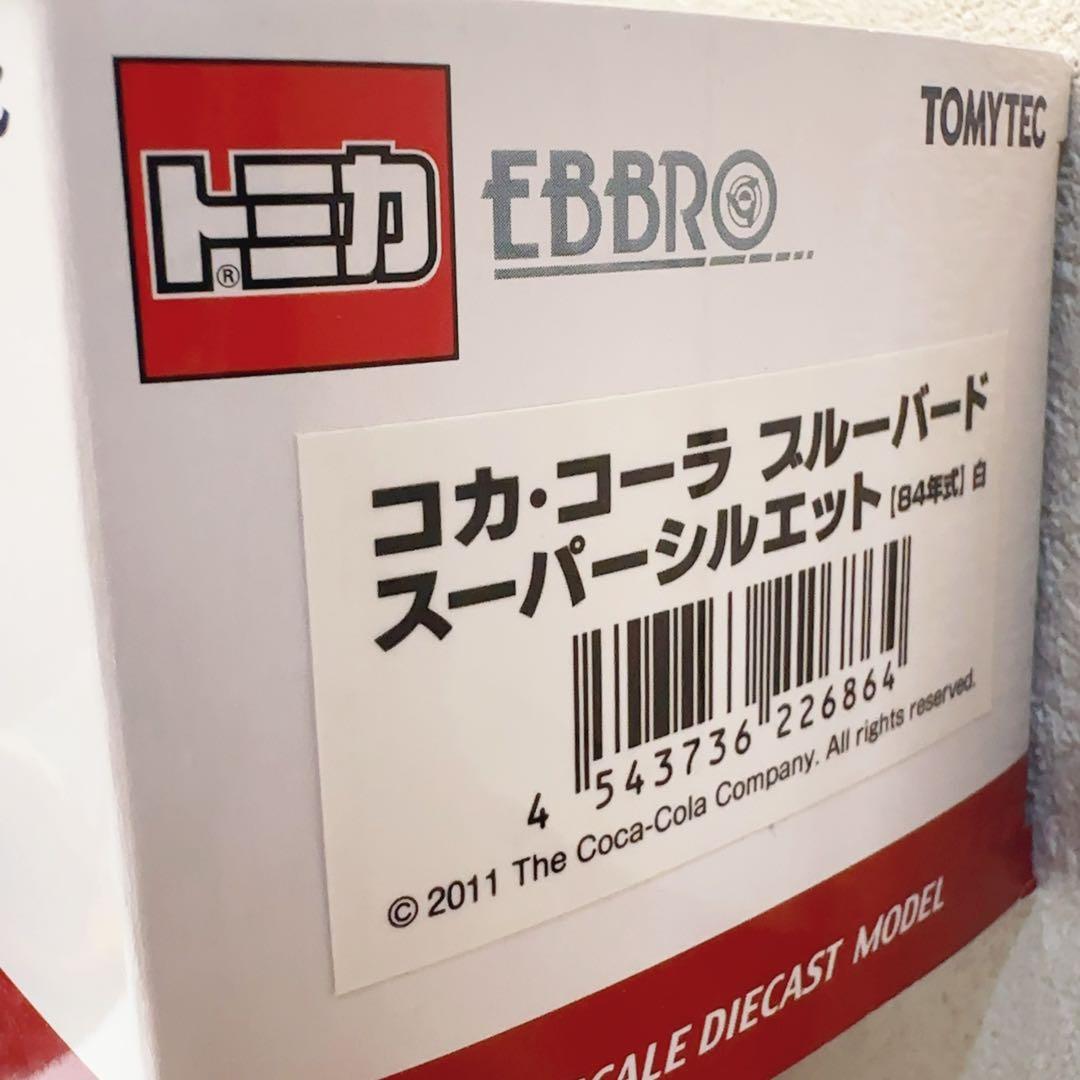 トミカ®
EBBRO
TOMYTEC
コカ・コーラ ブルーバード
スーパーシルエット[84年式] 白
4 543736 226864
© 2011 The Coca-Cola Company. All rights reserved.
DIECAST MODEL